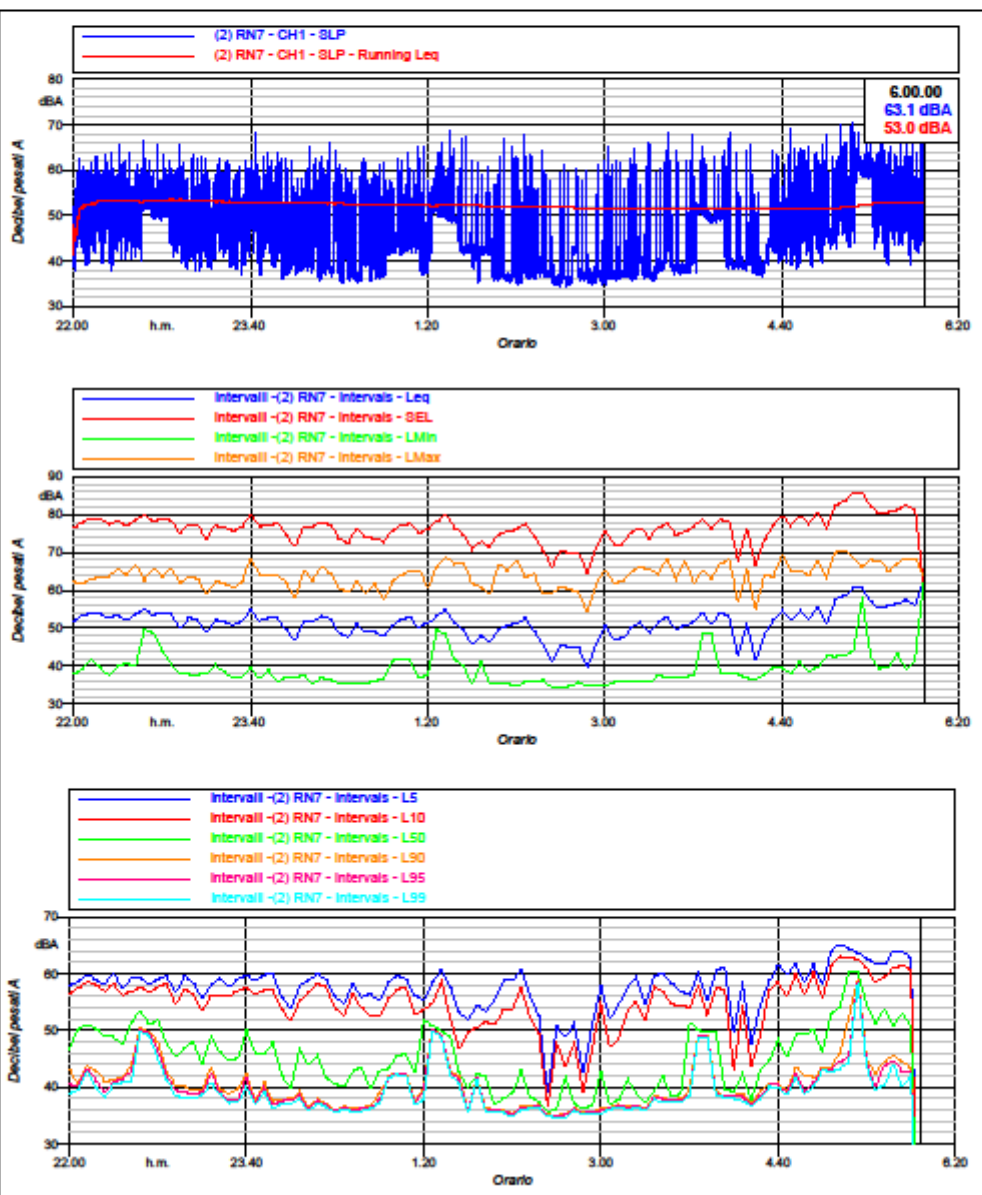 (2) RN7 - CH1 - SLP
(2) RN7 - CH1 - SLP - Running Leq
80
dBA
70
60
50
40
30
Decibel pesati A
6.00.00
63.1 dBA
53.0 dBA
22.00 h.m. 23.40 1.20 3.00 4.40 6.20
Orario
Intervalli -(2) RN7 - Intervals - Leq
Intervalli -(2) RN7 - Intervals - SEL
Intervalli -(2) RN7 - Intervals - LMin
Intervalli -(2) RN7 - Intervals - LMax
90
dBA
80
70
60
50
40
30
Decibel pesati A
22.00 h.m. 23.40 1.20 3.00 4.40 6.20
Orario
Intervalli -(2) RN7 - Intervals - L5
Intervalli -(2) RN7 - Intervals - L10
Intervalli -(2) RN7 - Intervals - L50
Intervalli -(2) RN7 - Intervals - L90
Intervalli -(2) RN7 - Intervals - L95
Intervalli -(2) RN7 - Intervals - L99
70
dBA
60
50
40
30
Decibel pesati A
22.00 h.m. 23.40 1.20 3.00 4.40 6.20
Orario